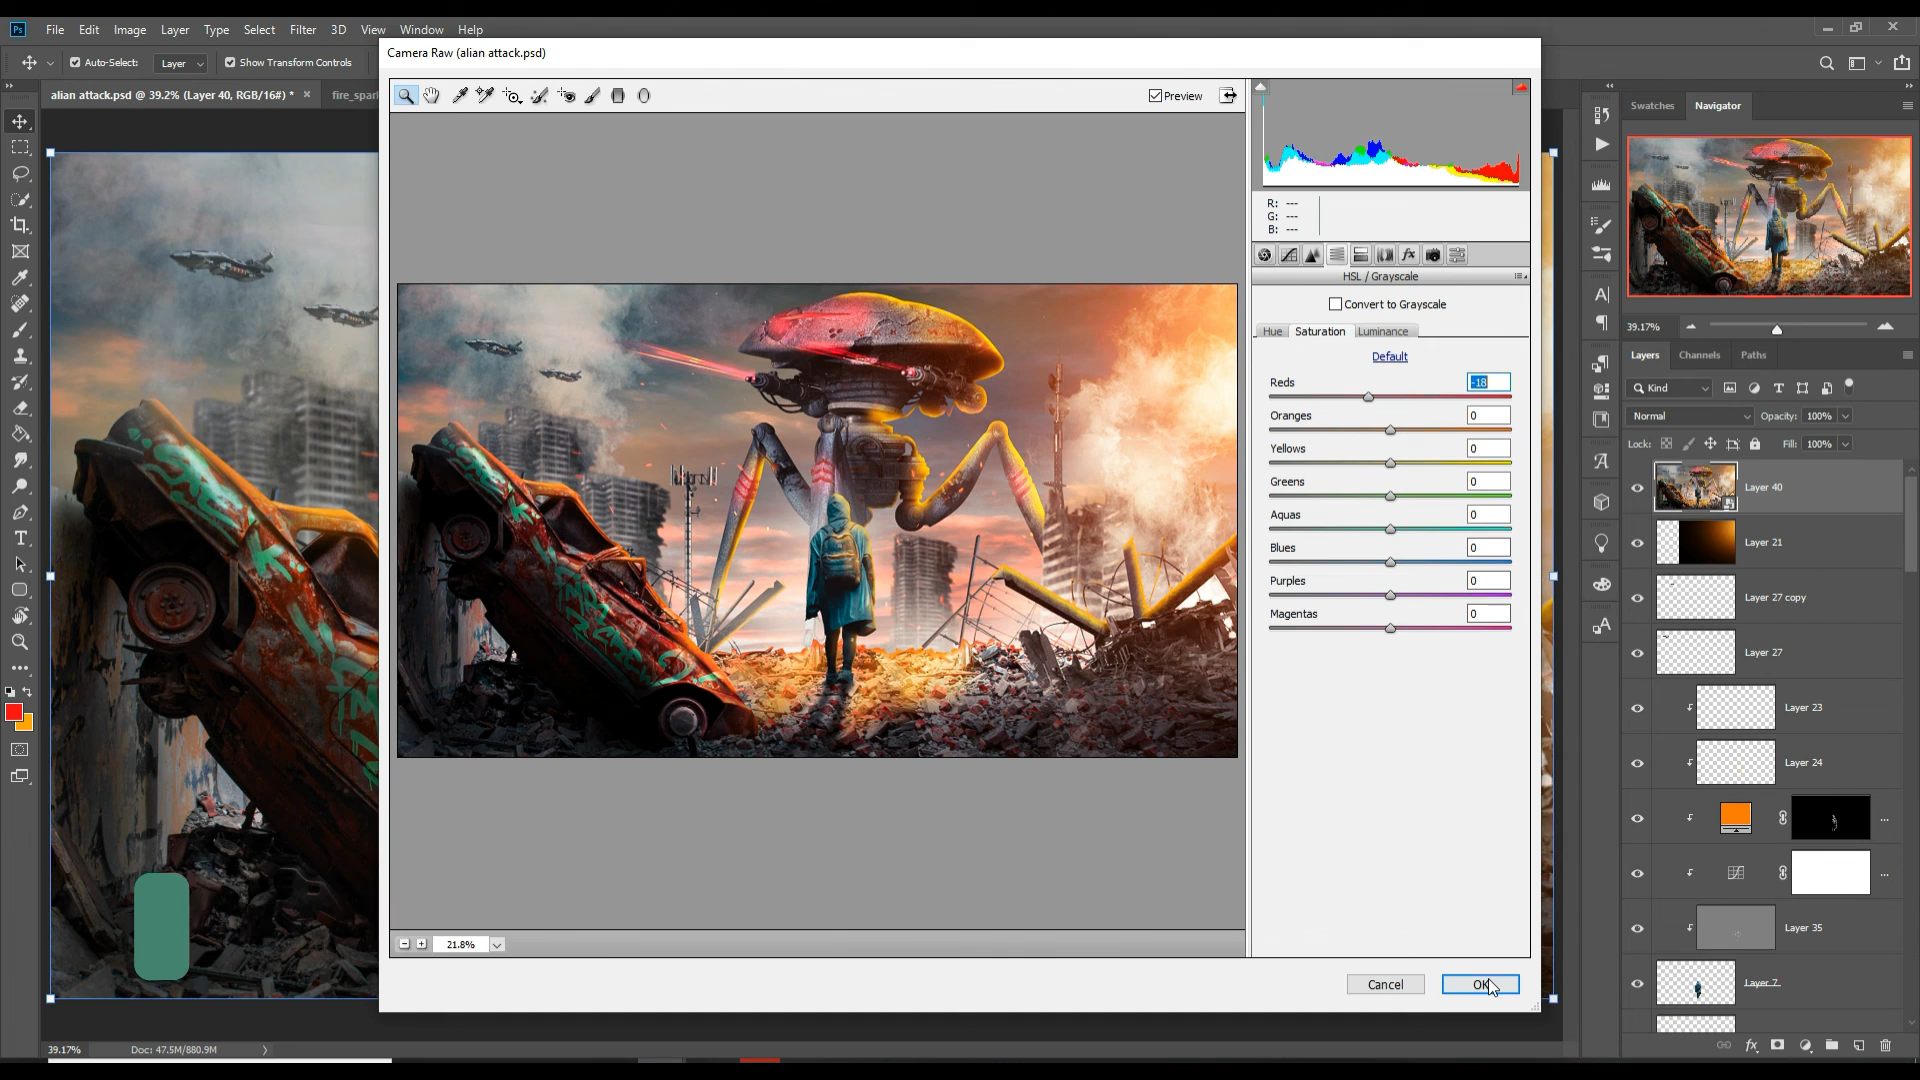 Ps File Edit Image Layer Type Select Filter 3D View Window Help
Camera Raw (alian attack.psd)
Auto-Select: Layer Show Transform Controls
alian attack.psd @ 39.2% (Layer 40, RGB/16#) * ×
Preview
Swatches Navigator
R: ---
G: ---
B: ---
HSL / Grayscale
Convert to Grayscale
Hue Saturation Luminance
Default
Reds -18
Oranges 0
Yellows 0
Greens 0
Aquas 0
Blues 0
Purples 0
Magentas 0
39.17%
Layers Channels Paths
Kind
Normal Opacity: 100%
Lock: Fill: 100%
Layer 40
Layer 21
Layer 27 copy
Layer 27
Layer 23
Layer 24
Layer 35
Layer 7
21.8%
Cancel OK
39.17% Doc: 47.5M/880.9M